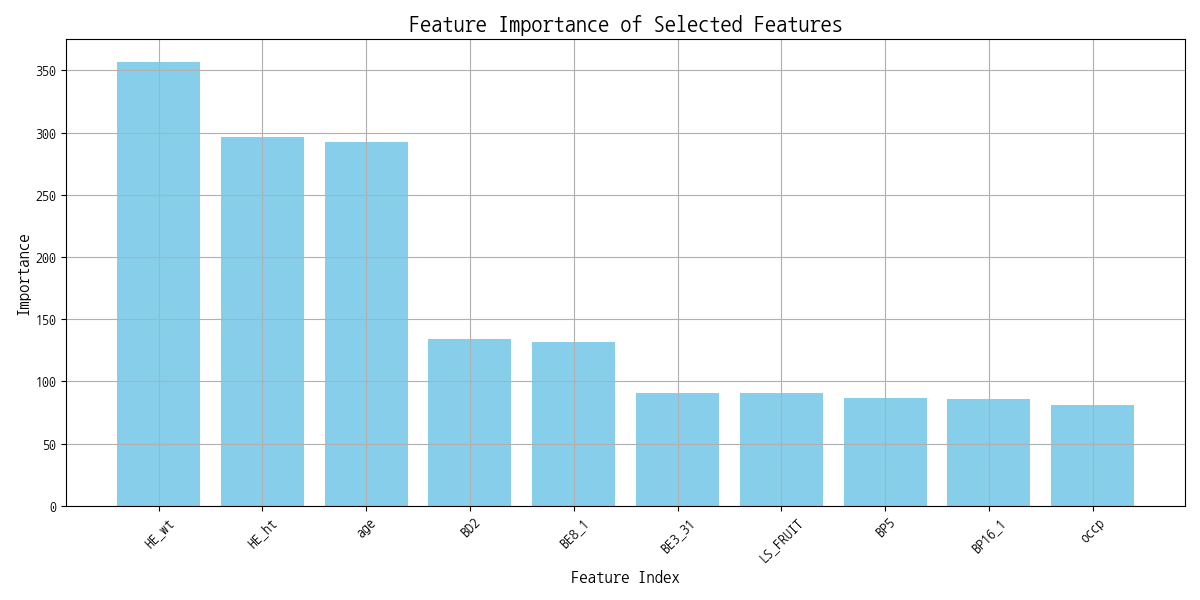 Feature Importance of Selected Features
Importance
350
300
250
200
150
100
50
0
HE_wt
HE_ht
age
BD2
BE8_1
BE3_31
LS_FRUIT
BP5
BP16_1
occp
Feature Index